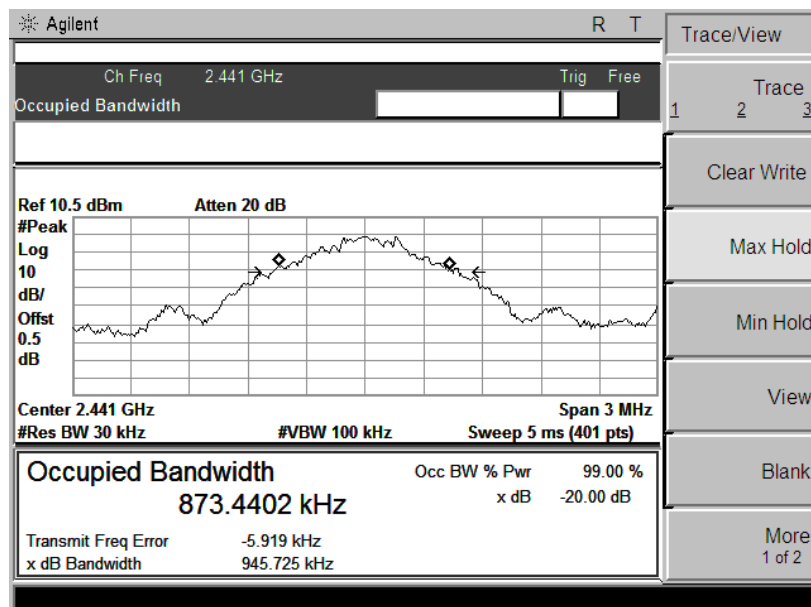 Agilent R T
Trace/View
Ch Freq 2.441 GHz Trig Free
Occupied Bandwidth
Trace
1 2 3
Clear Write
Max Hold
Min Hold
View
Blank
More
1 of 2
Ref 10.5 dBm Atten 20 dB
#Peak
Log
10
dB/
Offst
0.5
dB
Center 2.441 GHz Span 3 MHz
#Res BW 30 kHz #VBW 100 kHz Sweep 5 ms (401 pts)
Occupied Bandwidth
873.4402 kHz
Occ BW % Pwr 99.00 %
x dB -20.00 dB
Transmit Freq Error -5.919 kHz
x dB Bandwidth 945.725 kHz